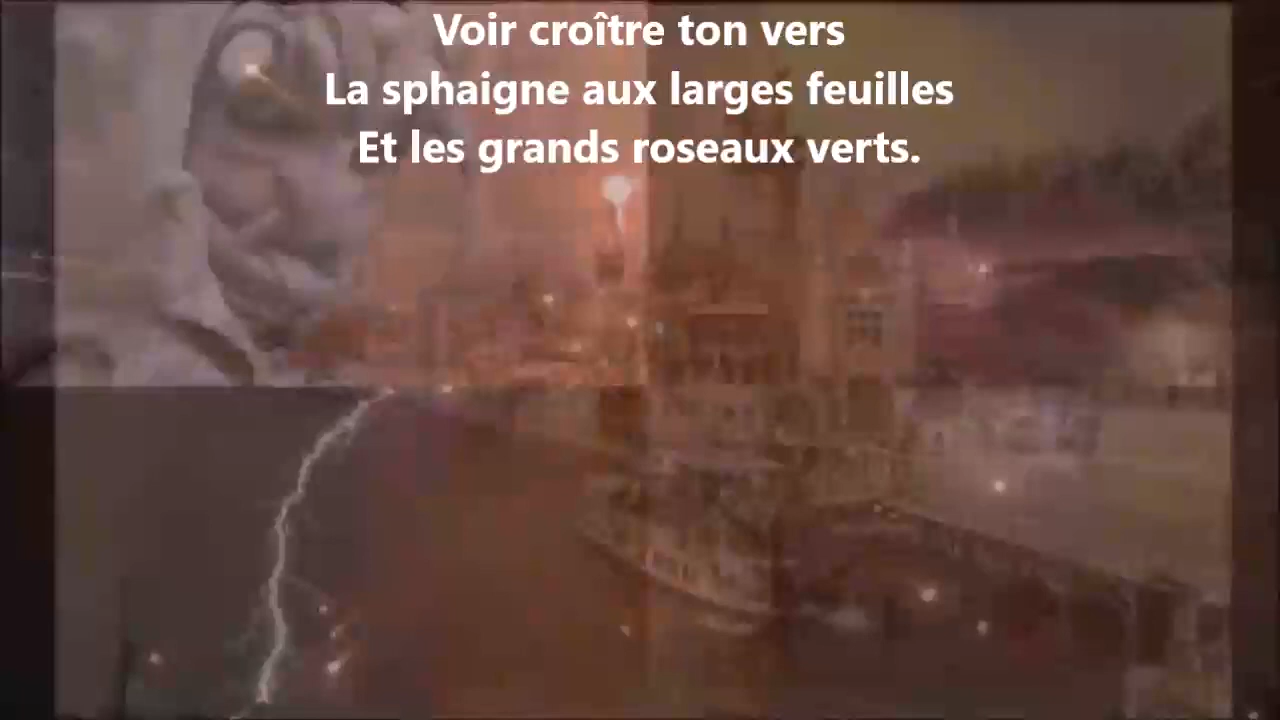 Voir croître ton vers
La sphaigne aux larges feuilles
Et les grands roseaux verts.